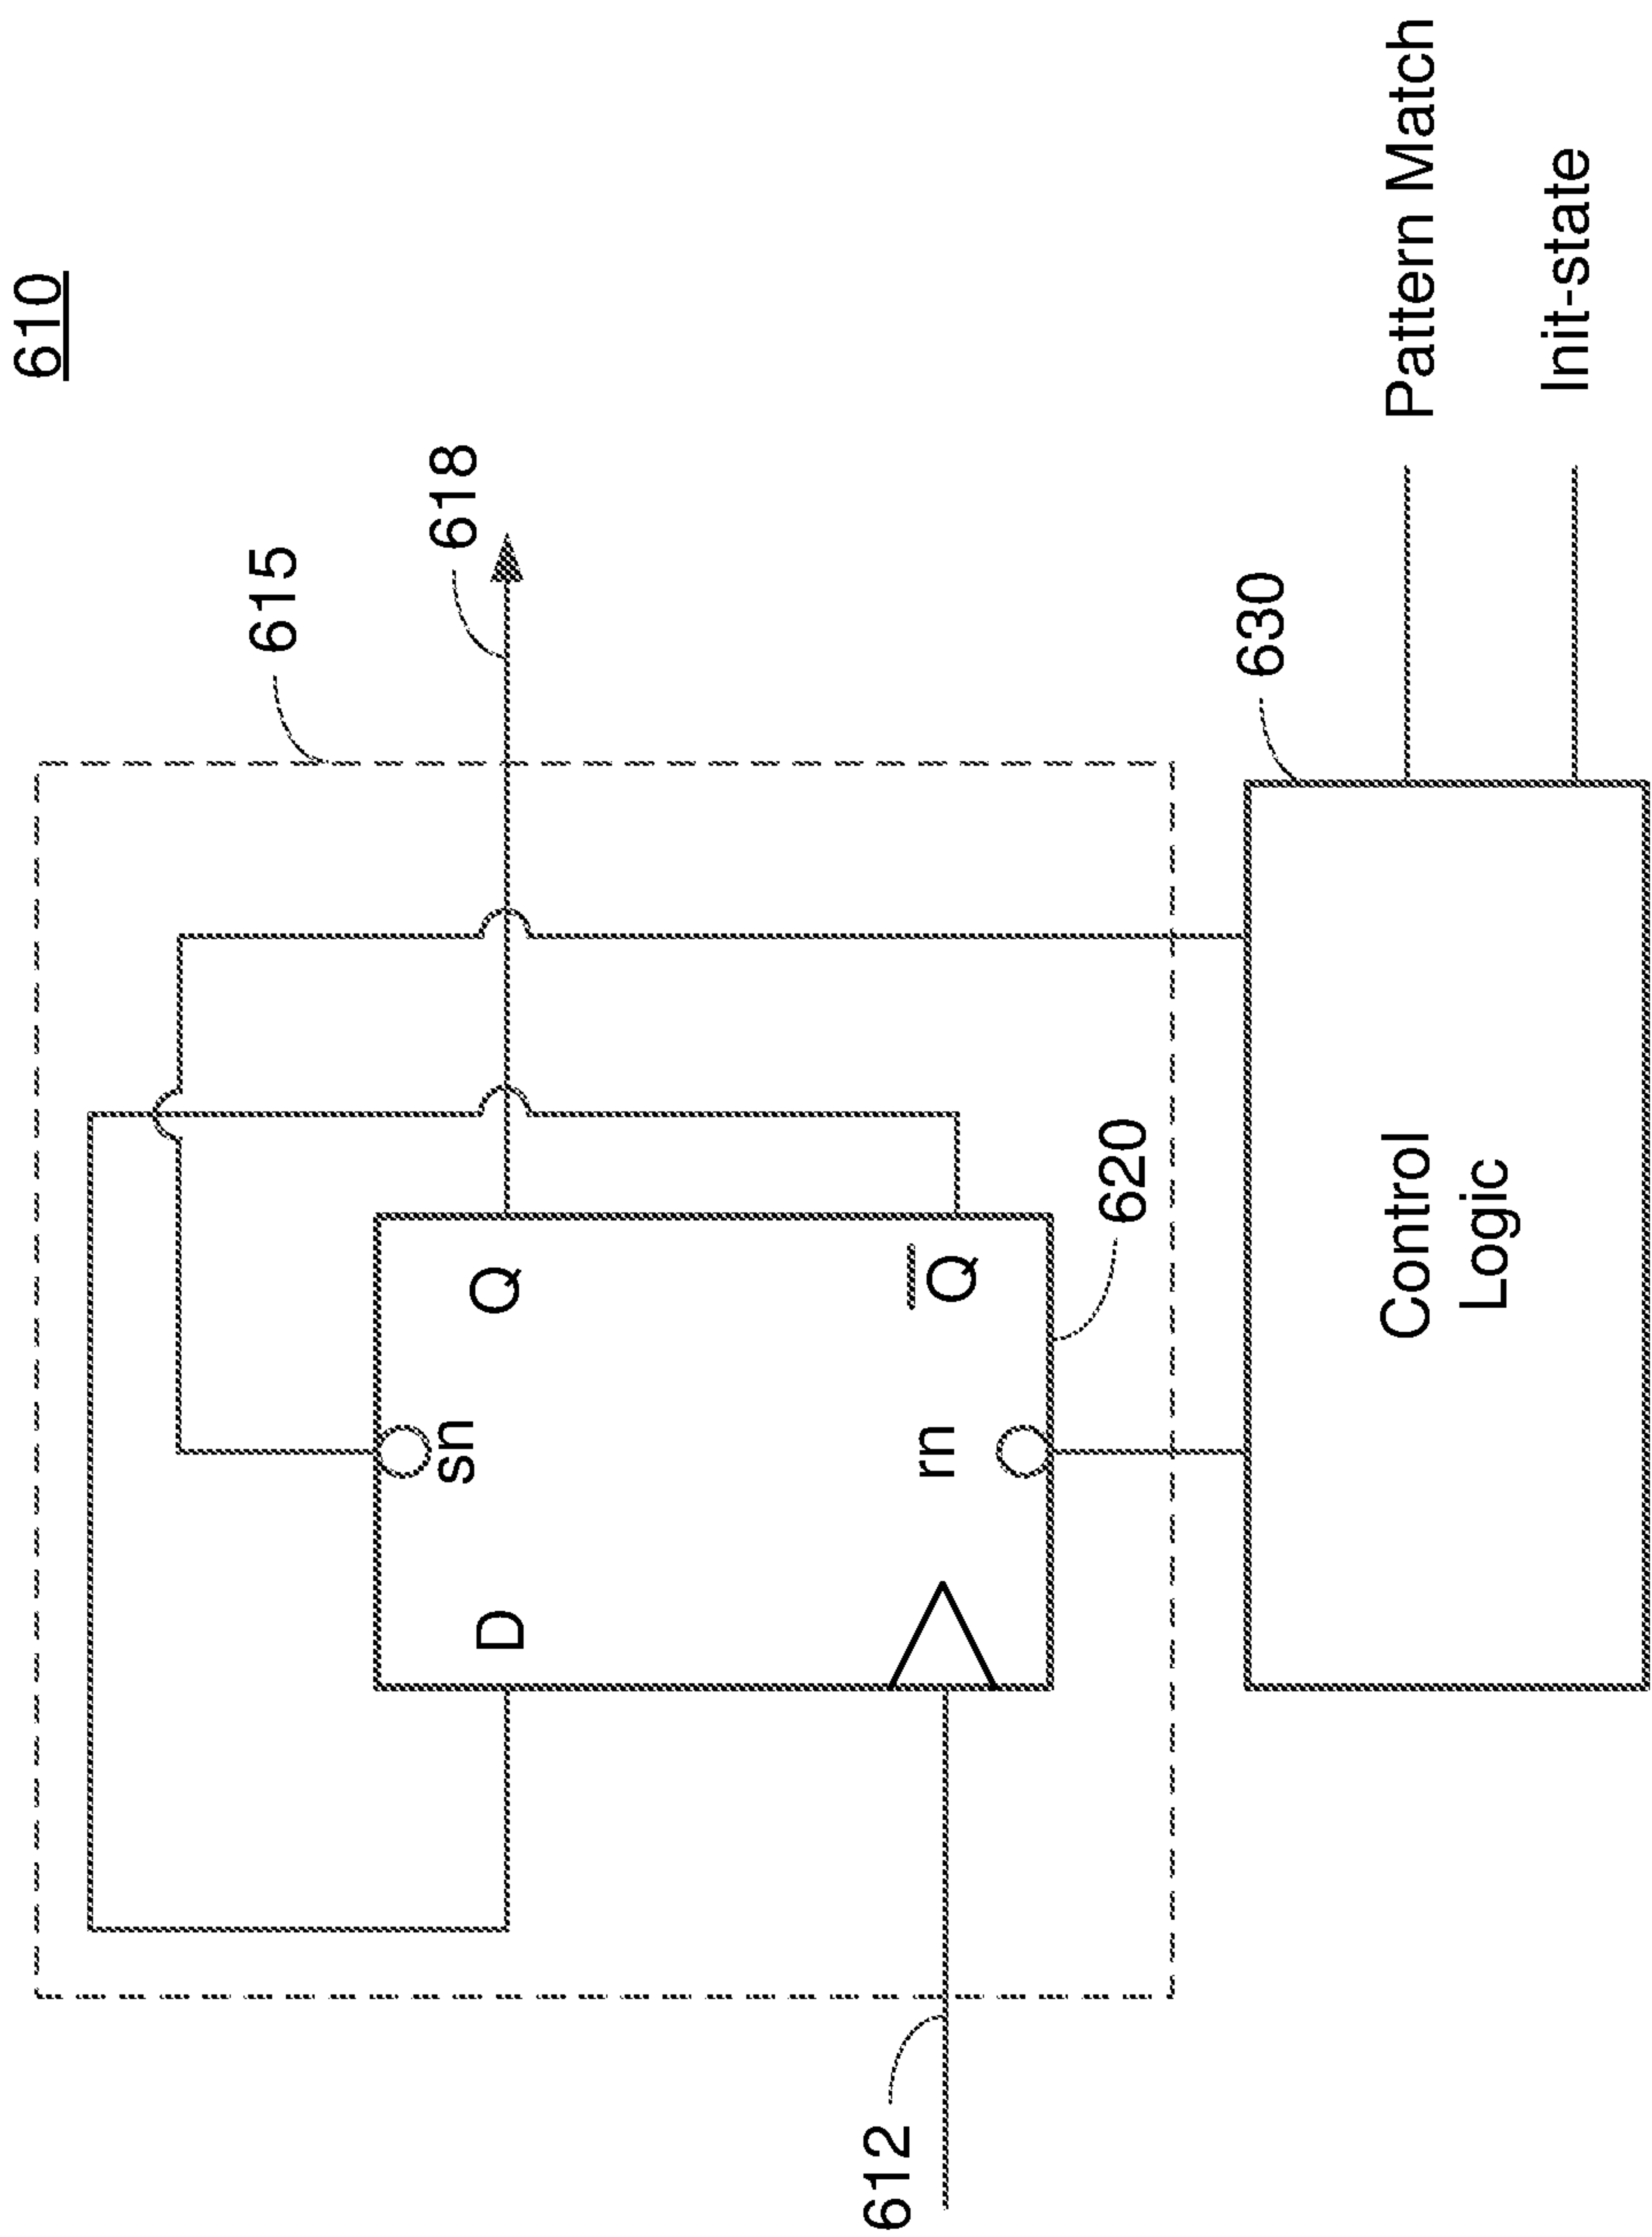 610
615
618
D
sn
Q
rn
Q
612
620
630
Control
Logic
Pattern Match
Init-state